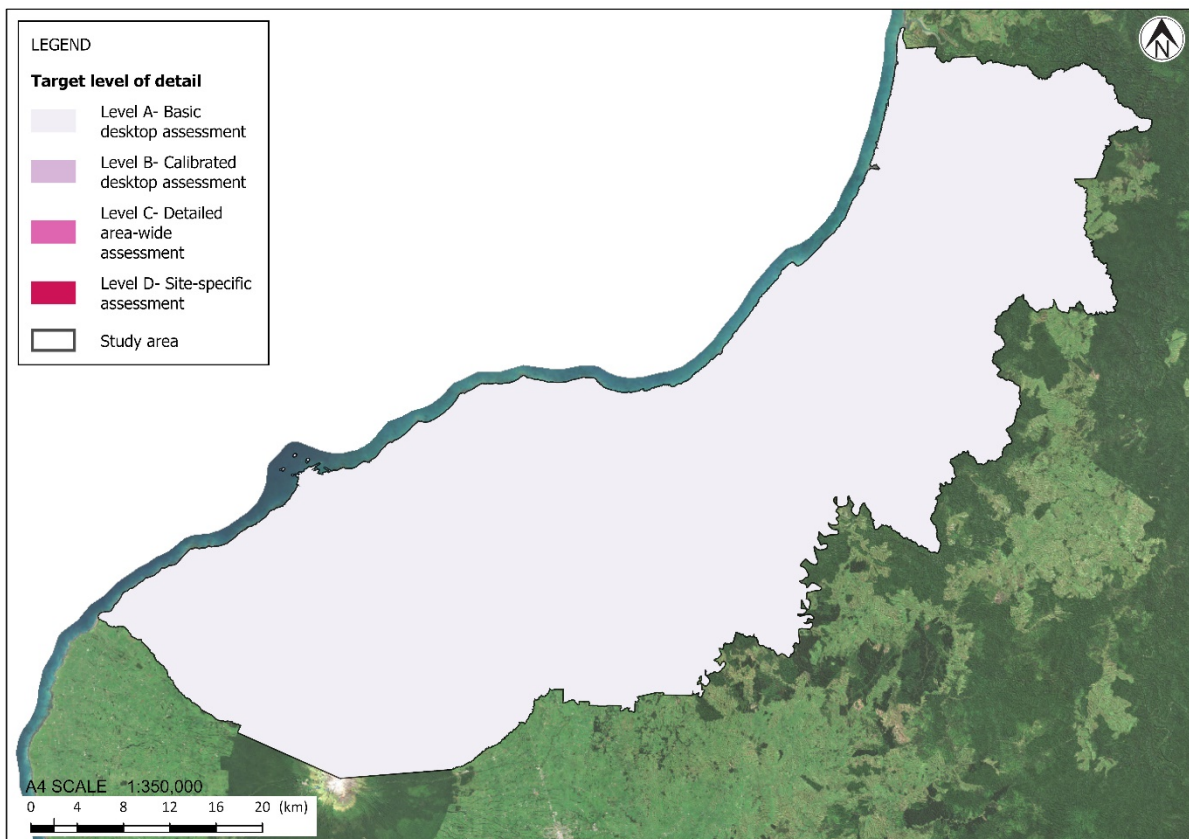 LEGEND
Target level of detail
Level A- Basic
desktop assessment
Level B- Calibrated
desktop assessment
Level C- Detailed
area-wide
assessment
Level D- Site-specific
assessment
Study area
N
A4 SCALE 1:350,000
0 4 8 12 16 20 (km)